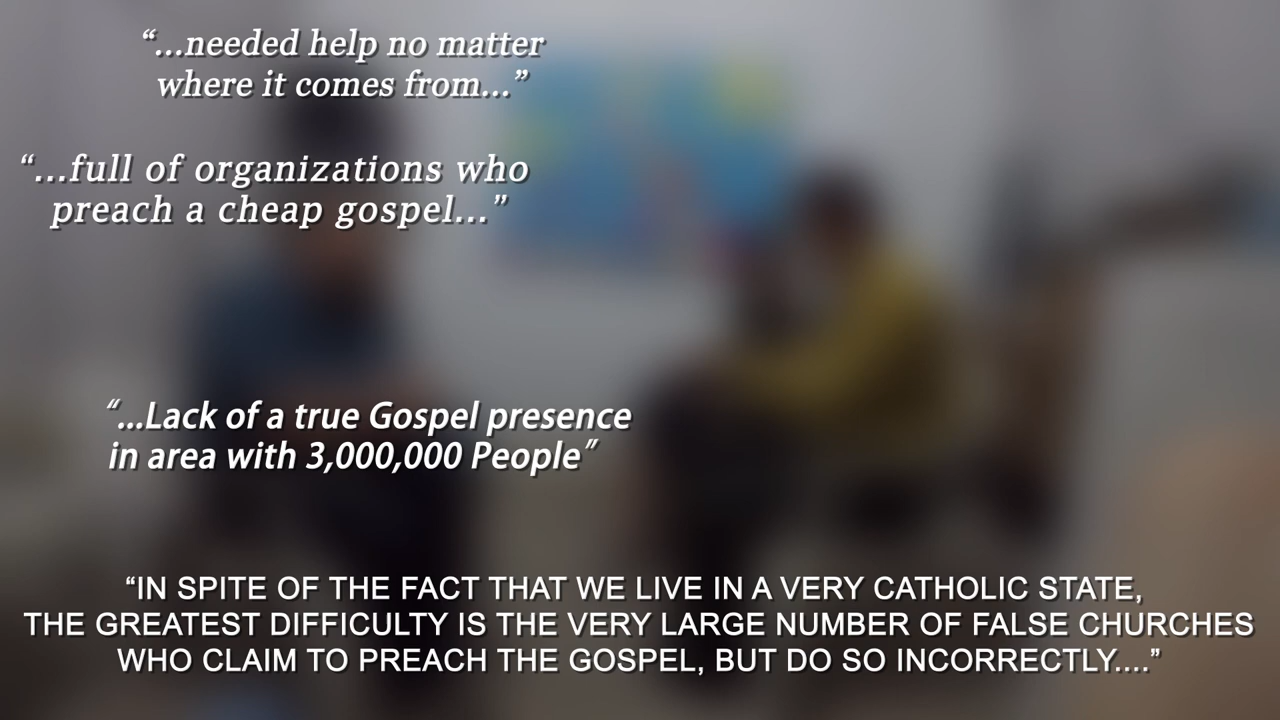 “...needed help no matter
where it comes from...”
“...full of organizations who
preach a cheap gospel...”
“...Lack of a true Gospel presence
in area with 3,000,000 People”
“IN SPITE OF THE FACT THAT WE LIVE IN A VERY CATHOLIC STATE,
THE GREATEST DIFFICULTY IS THE VERY LARGE NUMBER OF FALSE CHURCHES
WHO CLAIM TO PREACH THE GOSPEL, BUT DO SO INCORRECTLY....”